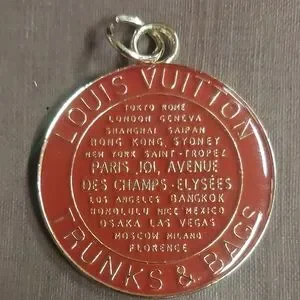 LOUIS VUITTON
TOKYO ROME
LONDON GENEVA
SHANGHAI SAIPAN
HONG KONG, SYDNEY
NEW YORK SAINT-TROPEZ
PARIS ,101, AVENUE
DES CHAMPS-ELYSÉES
LOS ANGELES BANGKOK
HONOLULU NICE MEXICO
OSAKA LAS VEGAS
MOSCOW MILANO
FLORENCE
TRUNKS & BAGS